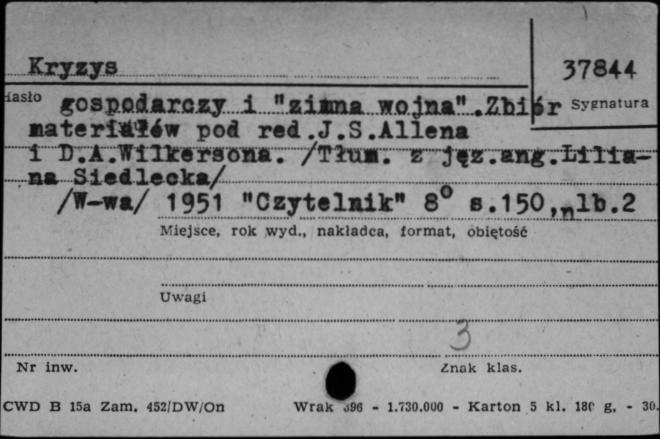 Kryzys
37844
Hasło gospodarczy i "zimna wojna".Zbiór Sygnatura
materiałów pod red.J.S.Allena
i D.A.Wilkersona. /Tłum. z jęz.ang.Lilia-
na Siedlecka/
/W-wa/ 1951 "Czytelnik" 8° s.150,nlb.2
Miejsce, rok wyd., nakładca, format, objętość
Uwagi
3
Nr inw.
Znak klas.
CWD B 15a Zam. 452/DW/On Wrak 396 - 1.730.000 - Karton 5 kl. 180 g. - 30.